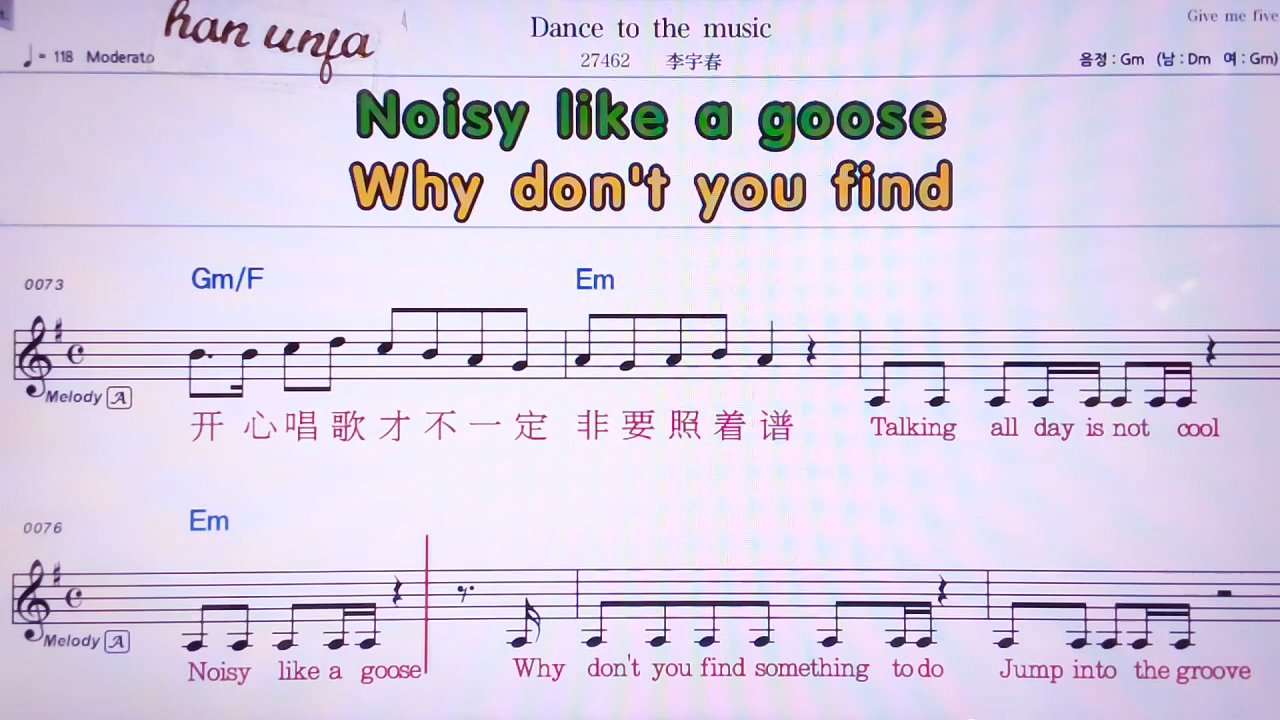 han unja
Dance to the music
Give me five
♩= 118 Moderato
27462 李宇春
음정 : Gm (남 : Dm 여 : Gm)
Noisy like a goose
Why don't you find
0073
Gm/F Em
Melody A
开心唱歌才不一定 非要照着谱 Talking all day is not cool
0076
Em
Melody A
Noisy like a goose Why don't you find something to do Jump into the groove